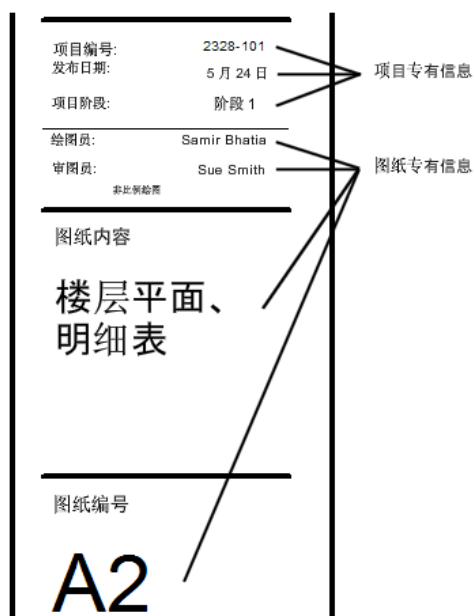 项目编号: 2328-101
发布日期: 5 月 24 日
项目阶段: 阶段 1
项目专有信息
绘图员: Samir Bhatia
审图员: Sue Smith
图纸专有信息
非比例绘图
图纸内容
楼层平面、
明细表
图纸编号
A2